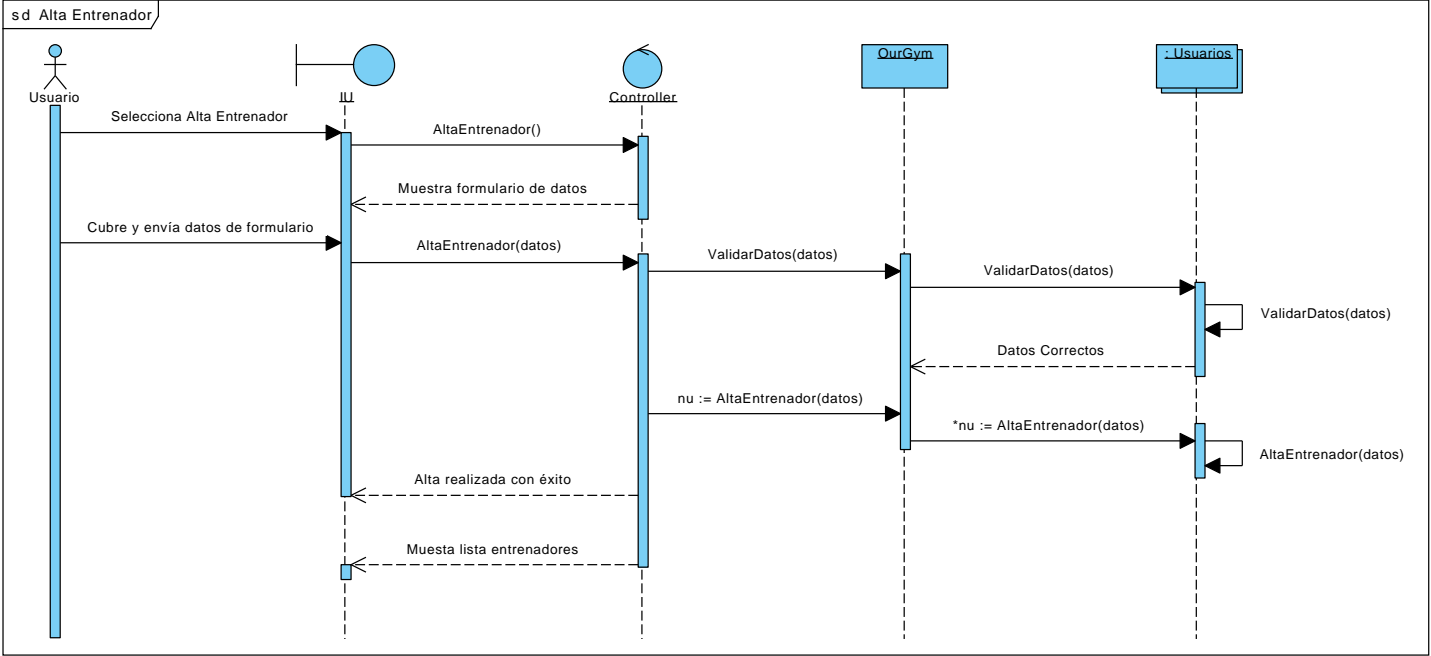 sd Alta Entrenador
Usuario
IU
Controller
OurGym
: Usuarios
Selecciona Alta Entrenador
AltaEntrenador()
Muestra formulario de datos
Cubre y envía datos de formulario
AltaEntrenador(datos)
ValidarDatos(datos)
ValidarDatos(datos)
ValidarDatos(datos)
Datos Correctos
nu := AltaEntrenador(datos)
*nu := AltaEntrenador(datos)
AltaEntrenador(datos)
Alta realizada con éxito
Muesta lista entrenadores